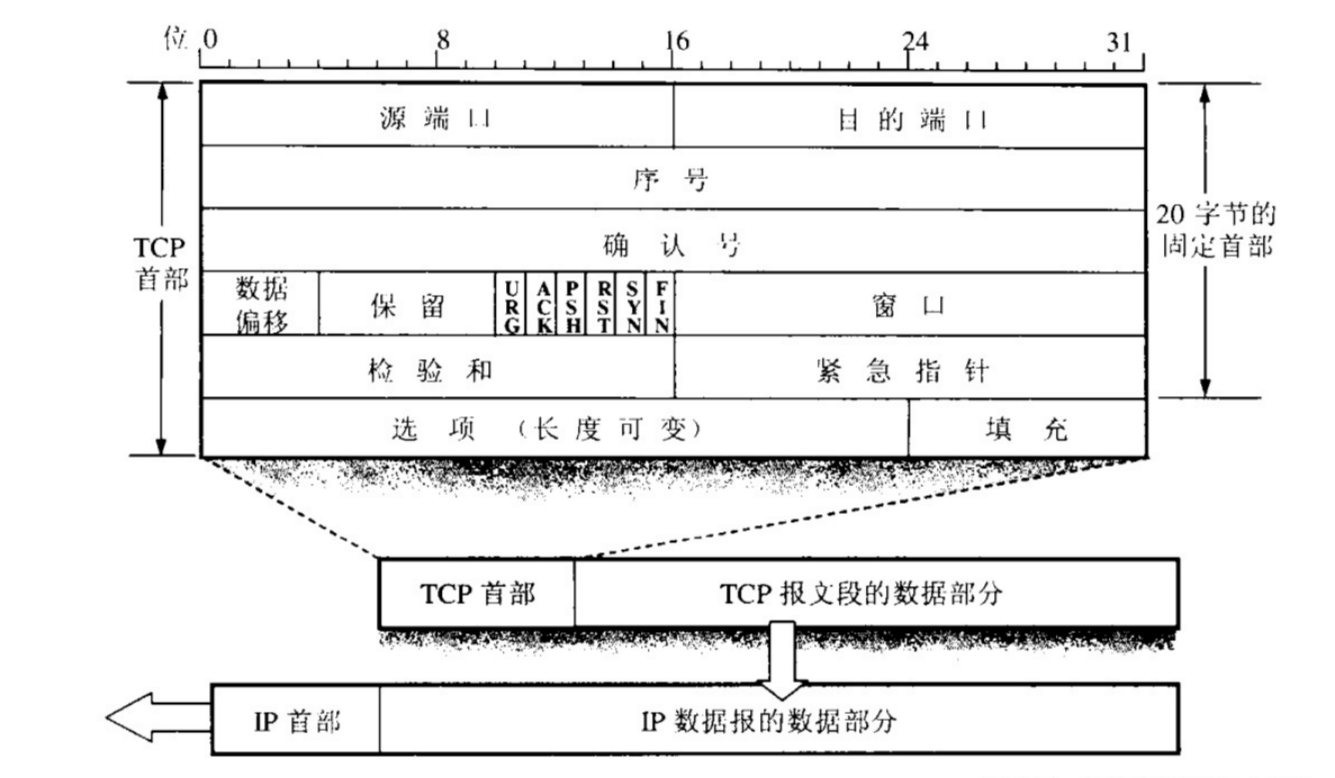 位 0 8 16 24 31
源端口 目的端口
序号
确认号
TCP
首部
20 字节的
固定首部
数据
偏移
保留
URG
ACK
PSH
RST
SYN
FIN
窗口
检验和 紧急指针
选项（长度可变） 填充
TCP 首部 TCP 报文段的数据部分
IP 首部 IP 数据报的数据部分